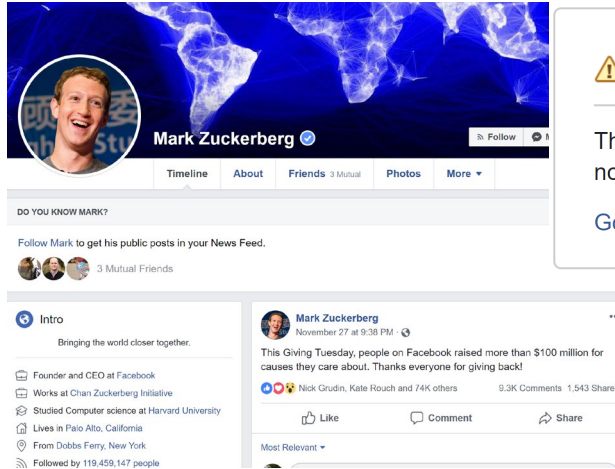 Mark Zuckerberg
Follow
Timeline About Friends 3 Mutual Photos More
DO YOU KNOW MARK?
Follow Mark to get his public posts in your News Feed.
3 Mutual Friends
Intro
Bringing the world closer together.
Founder and CEO at Facebook
Works at Chan Zuckerberg Initiative
Studied Computer science at Harvard University
Lives in Palo Alto, California
From Dobbs Ferry, New York
Followed by 119,459,147 people
Mark Zuckerberg
November 27 at 9:38 PM ·
This Giving Tuesday, people on Facebook raised more than $100 million for
causes they care about. Thanks everyone for giving back!
Nick Grudin, Kate Rouch and 74K others 9.3K Comments 1,543 Share
Like Comment Share
Most Relevant